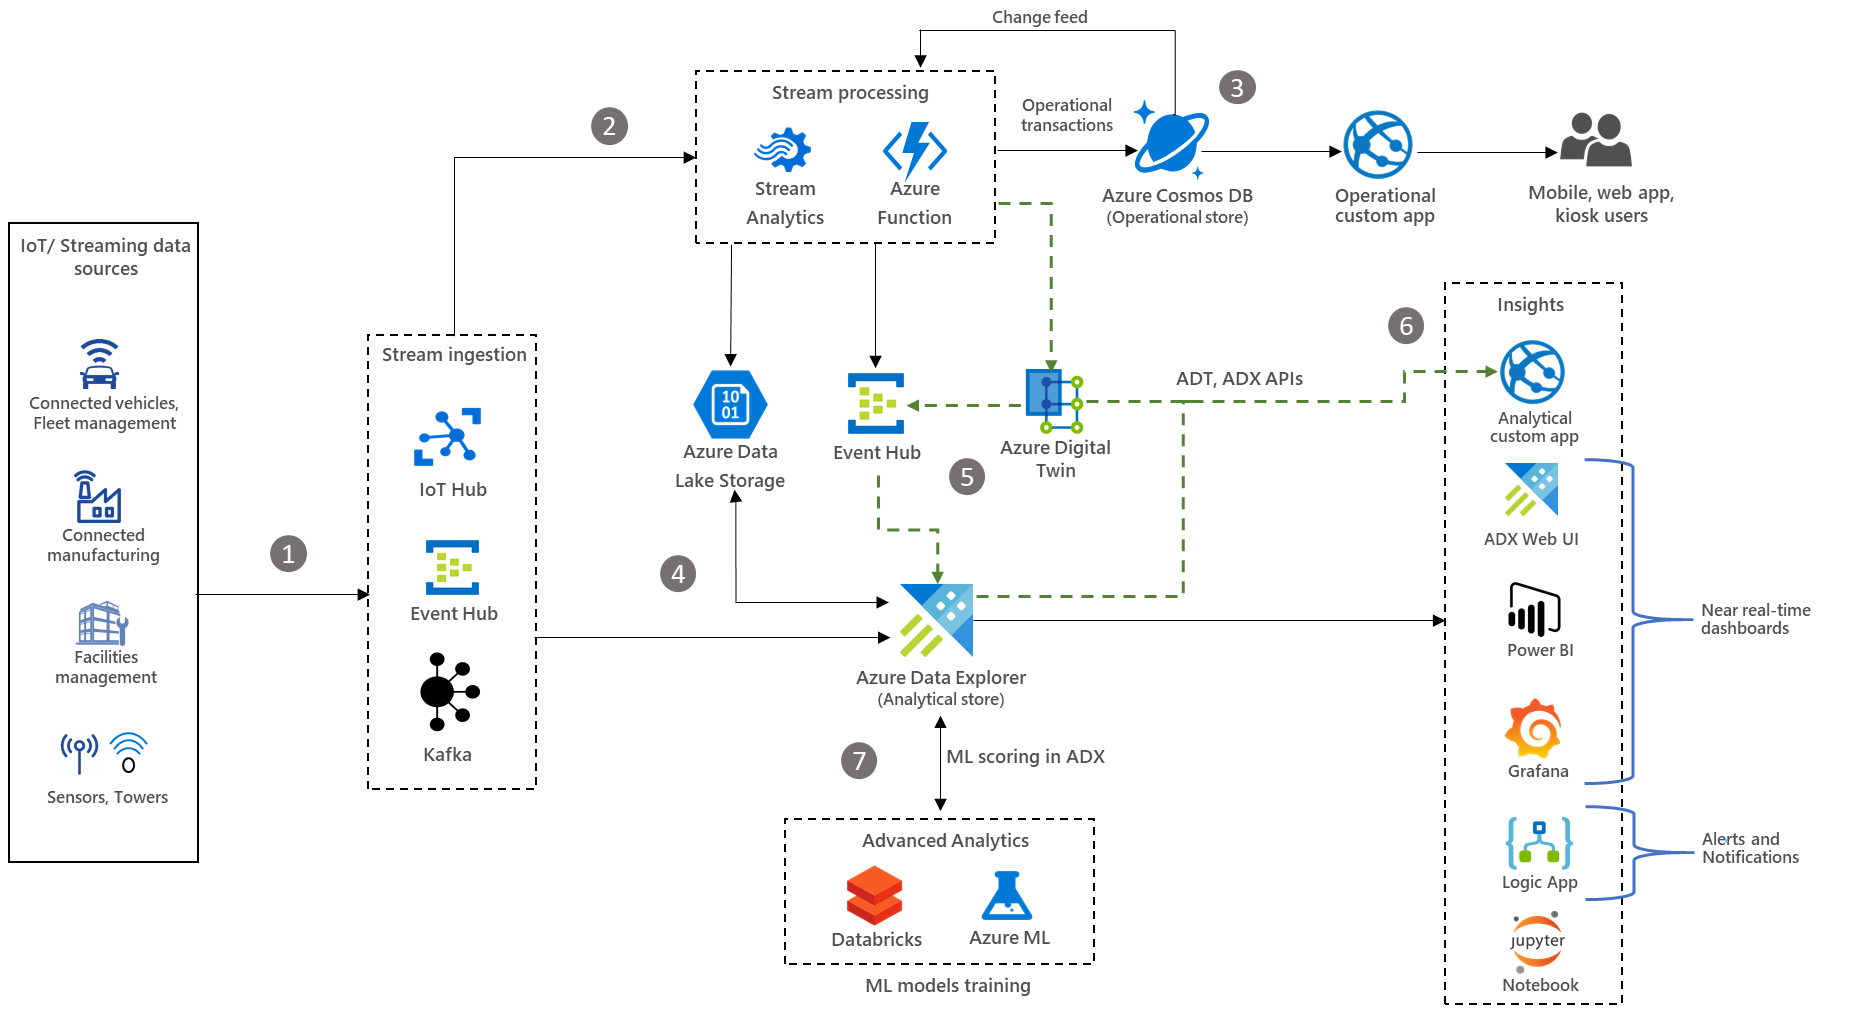 Change feed
Stream processing
Stream
Analytics
Azure
Function
2
Operational
transactions
3
Azure Cosmos DB
(Operational store)
Operational
custom app
Mobile, web app,
kiosk users
IoT/ Streaming data
sources
Connected vehicles,
Fleet management
Connected
manufacturing
Facilities
management
Sensors, Towers
1
Stream ingestion
IoT Hub
Event Hub
Kafka
10
01
Azure Data
Lake Storage
Event Hub
5
Azure Digital
Twin
ADT, ADX APIs
6
4
Azure Data Explorer
(Analytical store)
7
ML scoring in ADX
Advanced Analytics
Databricks
Azure ML
ML models training
Insights
Analytical
custom app
ADX Web UI
Power BI
Grafana
Near real-time
dashboards
Logic App
Alerts and
Notifications
jupyter
Notebook